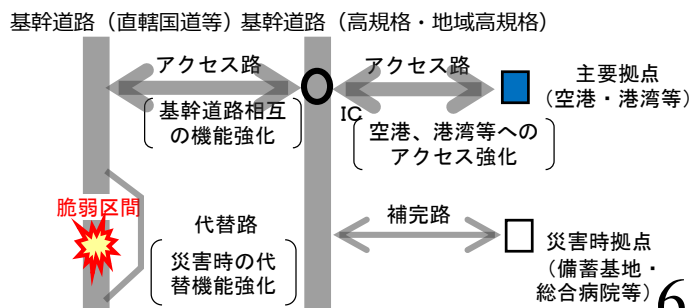 基幹道路（直轄国道等）基幹道路（高規格・地域高規格）
アクセス路
アクセス路
主要拠点
（空港・港湾等）
基幹道路相互
の機能強化
IC
空港、港湾等への
アクセス強化
脆弱区間
代替路
災害時の代
替機能強化
補完路
災害時拠点
（備蓄基地・
総合病院等）
6